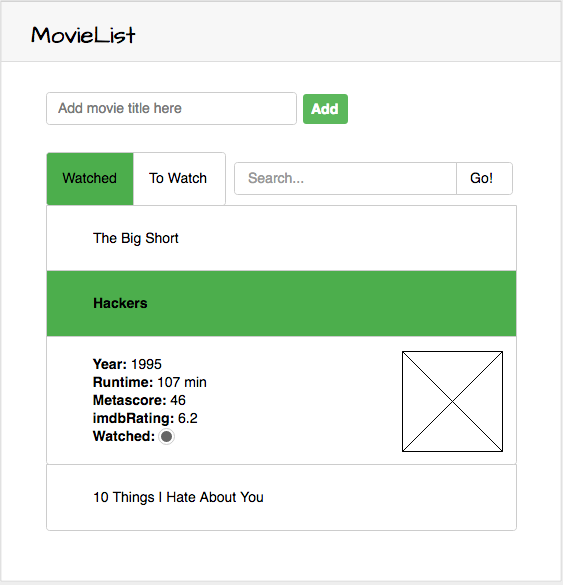 MovieList
Add movie title here Add
Watched To Watch Search... Go!
The Big Short
Hackers
Year: 1995
Runtime: 107 min
Metascore: 46
imdbRating: 6.2
Watched:
10 Things I Hate About You